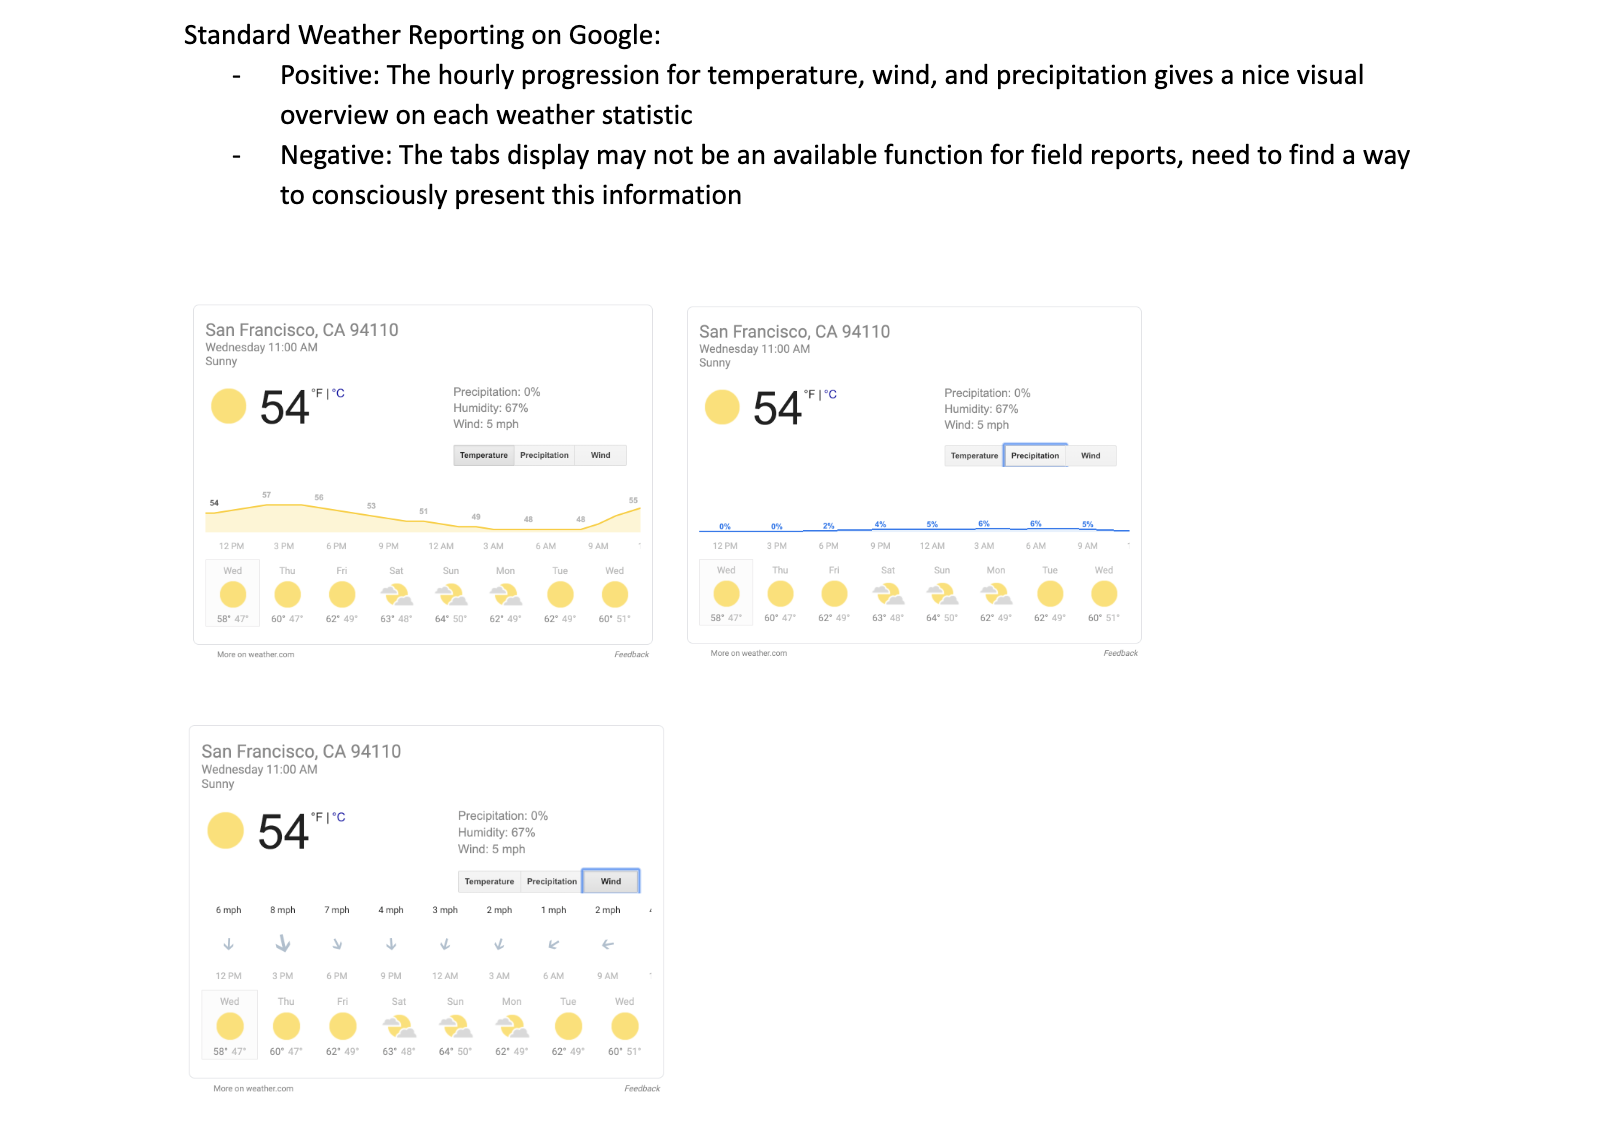 Standard Weather Reporting on Google:
- Positive: The hourly progression for temperature, wind, and precipitation gives a nice visual
overview on each weather statistic
- Negative: The tabs display may not be an available function for field reports, need to find a way
to consciously present this information
San Francisco, CA 94110
Wednesday 11:00 AM
Sunny
54 °F | °C
Precipitation: 0%
Humidity: 67%
Wind: 5 mph
Temperature Precipitation Wind
54 57 56 53 51 49 48 48 55
12 PM 3 PM 6 PM 9 PM 12 AM 3 AM 6 AM 9 AM
Wed Thu Fri Sat Sun Mon Tue Wed
58° 47° 60° 47° 62° 49° 63° 48° 64° 50° 62° 49° 62° 49° 60° 51°
More on weather.com Feedback
San Francisco, CA 94110
Wednesday 11:00 AM
Sunny
54 °F | °C
Precipitation: 0%
Humidity: 67%
Wind: 5 mph
Temperature Precipitation Wind
0% 0% 2% 4% 5% 6% 6% 5%
12 PM 3 PM 6 PM 9 PM 12 AM 3 AM 6 AM 9 AM
Wed Thu Fri Sat Sun Mon Tue Wed
58° 47° 60° 47° 62° 49° 63° 48° 64° 50° 62° 49° 62° 49° 60° 51°
More on weather.com Feedback
San Francisco, CA 94110
Wednesday 11:00 AM
Sunny
54 °F | °C
Precipitation: 0%
Humidity: 67%
Wind: 5 mph
Temperature Precipitation Wind
6 mph 8 mph 7 mph 4 mph 3 mph 2 mph 1 mph 2 mph
12 PM 3 PM 6 PM 9 PM 12 AM 3 AM 6 AM 9 AM
Wed Thu Fri Sat Sun Mon Tue Wed
58° 47° 60° 47° 62° 49° 63° 48° 64° 50° 62° 49° 62° 49° 60° 51°
More on weather.com Feedback